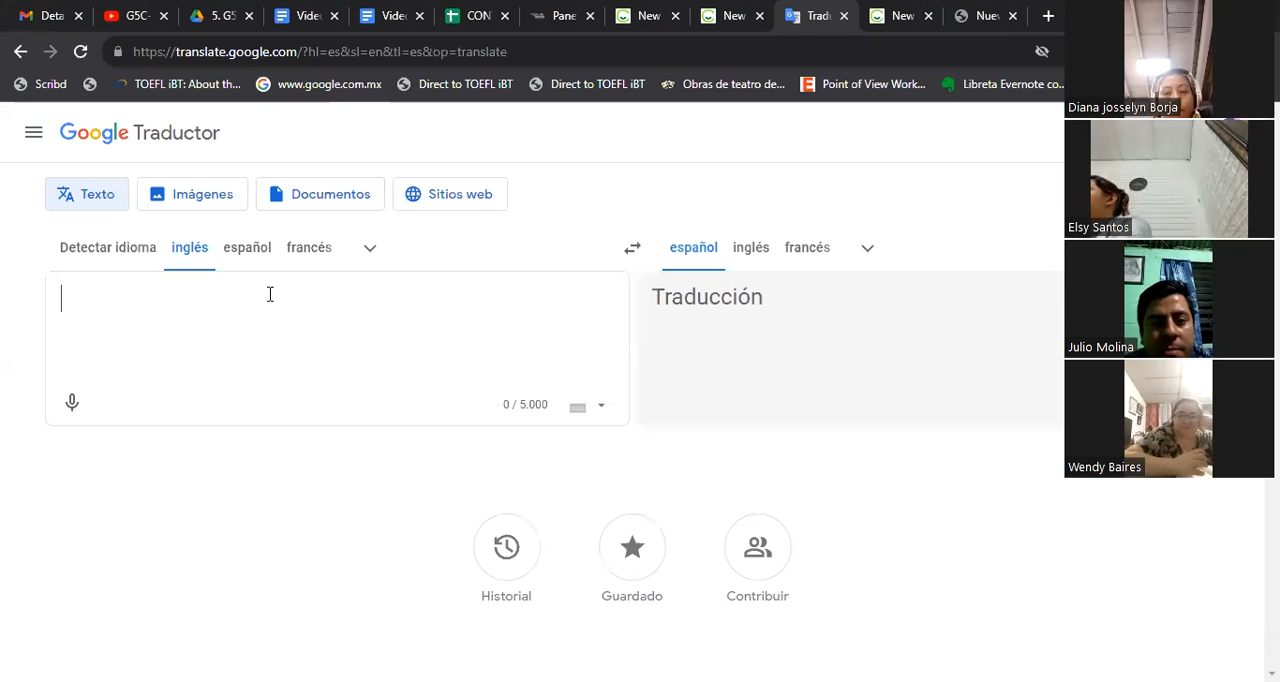 Deta
G5C-
5. G5
Video
Video
CON
Pane
New
New
Tradu
New
Nuev
https://translate.google.com/?hl=es&sl=en&tl=es&op=translate
Scribd
TOEFL iBT: About th...
www.google.com.mx
Direct to TOEFL iBT
Direct to TOEFL iBT
Obras de teatro de...
Point of View Work...
Libreta Evernote co...
Google Traductor
Texto
Imágenes
Documentos
Sitios web
Detectar idioma
inglés
español
francés
español
inglés
francés
Traducción
0 / 5.000
Historial
Guardado
Contribuir
Diana josselyn Borja
Elsy Santos
Julio Molina
Wendy Baires